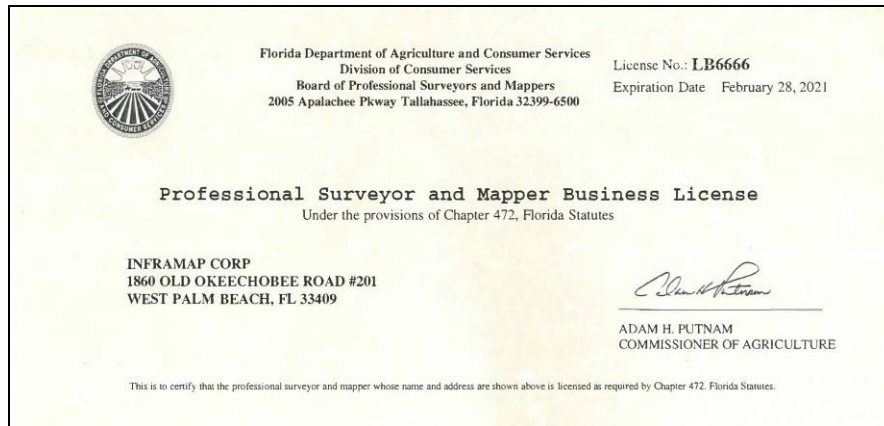 Florida Department of Agriculture and Consumer Services
Division of Consumer Services
Board of Professional Surveyors and Mappers
2005 Apalachee Pkway Tallahassee, Florida 32399-6500
License No.: LB6666
Expiration Date February 28, 2021
Professional Surveyor and Mapper Business License
Under the provisions of Chapter 472, Florida Statutes
INFRAMAP CORP
1860 OLD OKEECHOBEE ROAD #201
WEST PALM BEACH, FL 33409
ADAM H. PUTNAM
COMMISSIONER OF AGRICULTURE
This is to certify that the professional surveyor and mapper whose name and address are shown above is licensed as required by Chapter 472. Florida Statutes.